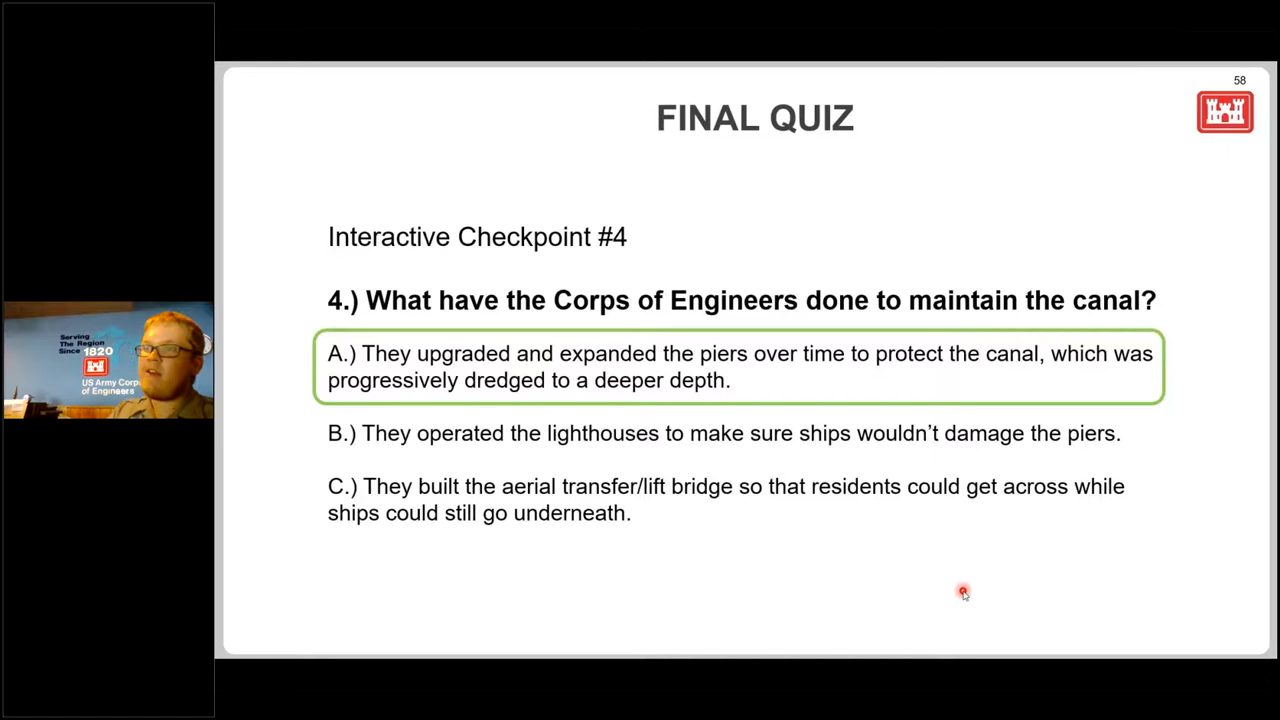 58
FINAL QUIZ
Interactive Checkpoint #4
4.) What have the Corps of Engineers done to maintain the canal?
A.) They upgraded and expanded the piers over time to protect the canal, which was
progressively dredged to a deeper depth.
B.) They operated the lighthouses to make sure ships wouldn’t damage the piers.
C.) They built the aerial transfer/lift bridge so that residents could get across while
ships could still go underneath.
Serving
The Region
Since 1820
US Army Corps
of Engineers